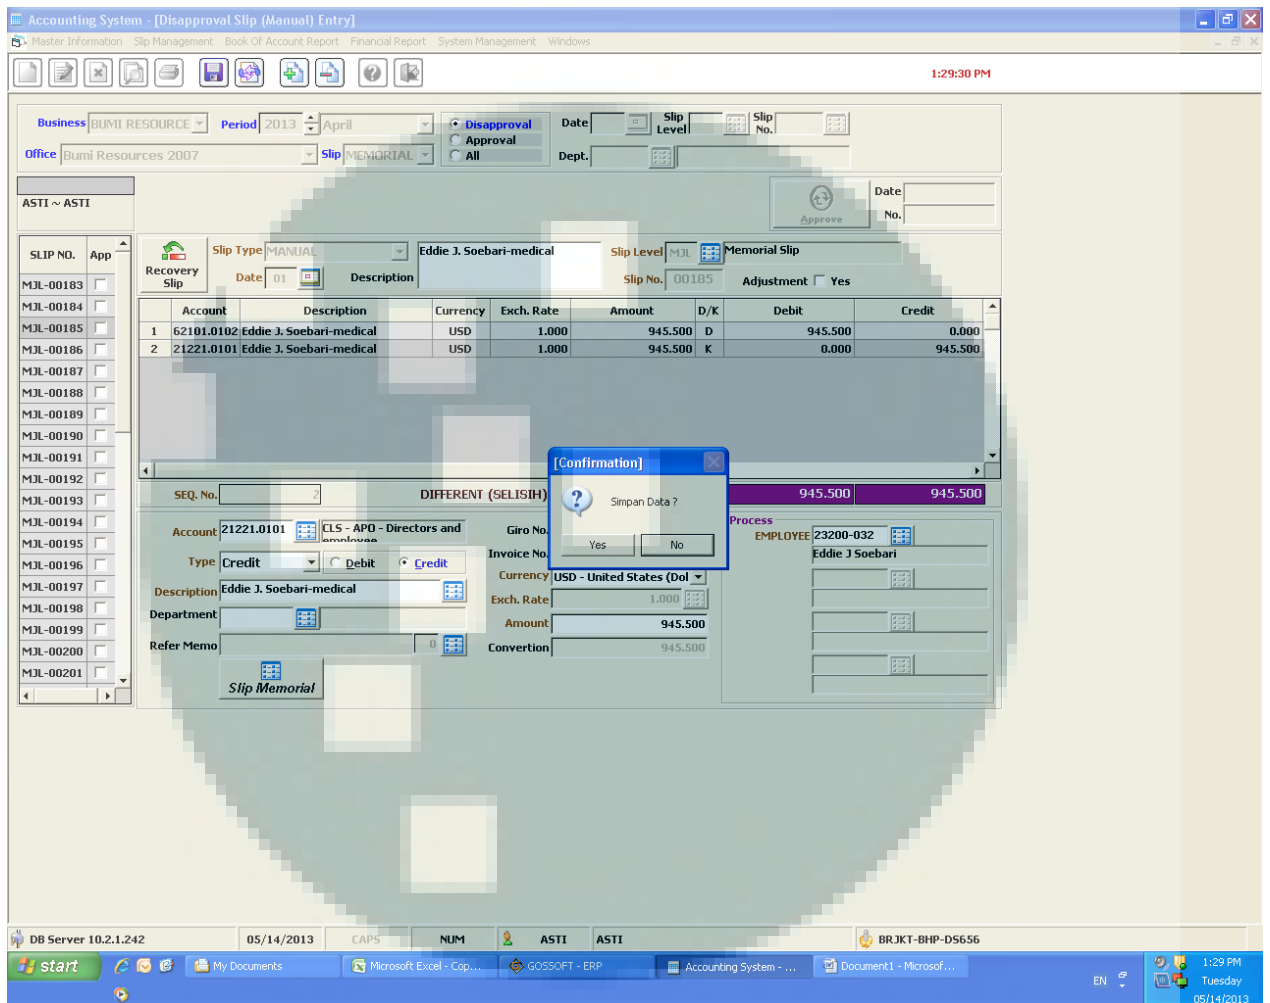 Accounting System - [Disapproval Slip (Manual) Entry]
Master Information Slip Management Book Of Account Report Financial Report System Management Windows
1:29:30 PM
Business BUMI RESOURCE Period 2013 April Disapproval Date Slip Level Slip No.
Approval
Office Bumi Resources 2007 Slip MEMORIAL All Dept.
ASTI ~ ASTI
Approve
Date
No.
SLIP NO. App
MJL-00183
MJL-00184
MJL-00185
MJL-00186
MJL-00187
MJL-00188
MJL-00189
MJL-00190
MJL-00191
MJL-00192
MJL-00193
MJL-00194
MJL-00195
MJL-00196
MJL-00197
MJL-00198
MJL-00199
MJL-00200
MJL-00201
Recovery Slip
Slip Type MANUAL Eddie J. Soebari-medical Slip Level MJL Memorial Slip
Date 01 Description Slip No. 00185 Adjustment Yes
Account Description Currency Exch. Rate Amount D/K Debit Credit
1 62101.0102 Eddie J. Soebari-medical USD 1.000 945.500 D 945.500 0.000
2 21221.0101 Eddie J. Soebari-medical USD 1.000 945.500 K 0.000 945.500
[Confirmation]
Simpan Data ?
Yes No
SEQ. No. 2 DIFFERENT (SELISIH) 945.500 945.500
Account 21221.0101 CLS - APO - Directors and employee
Type Credit Debit Credit
Description Eddie J. Soebari-medical
Department
Refer Memo 0
Slip Memorial
Giro No.
Invoice No.
Currency USD - United States (Dol
Exch. Rate 1.000
Amount 945.500
Convertion 945.500
Process
EMPLOYEE 23200-032
Eddie J Soebari
DB Server 10.2.1.242 05/14/2013 CAPS NUM ASTI ASTI BRJKT-BHP-DS656
start My Documents Microsoft Excel - Cop... GOSSOFT - ERP Accounting System - ... Document1 - Microsof...
EN
1:29 PM
Tuesday
05/14/2013